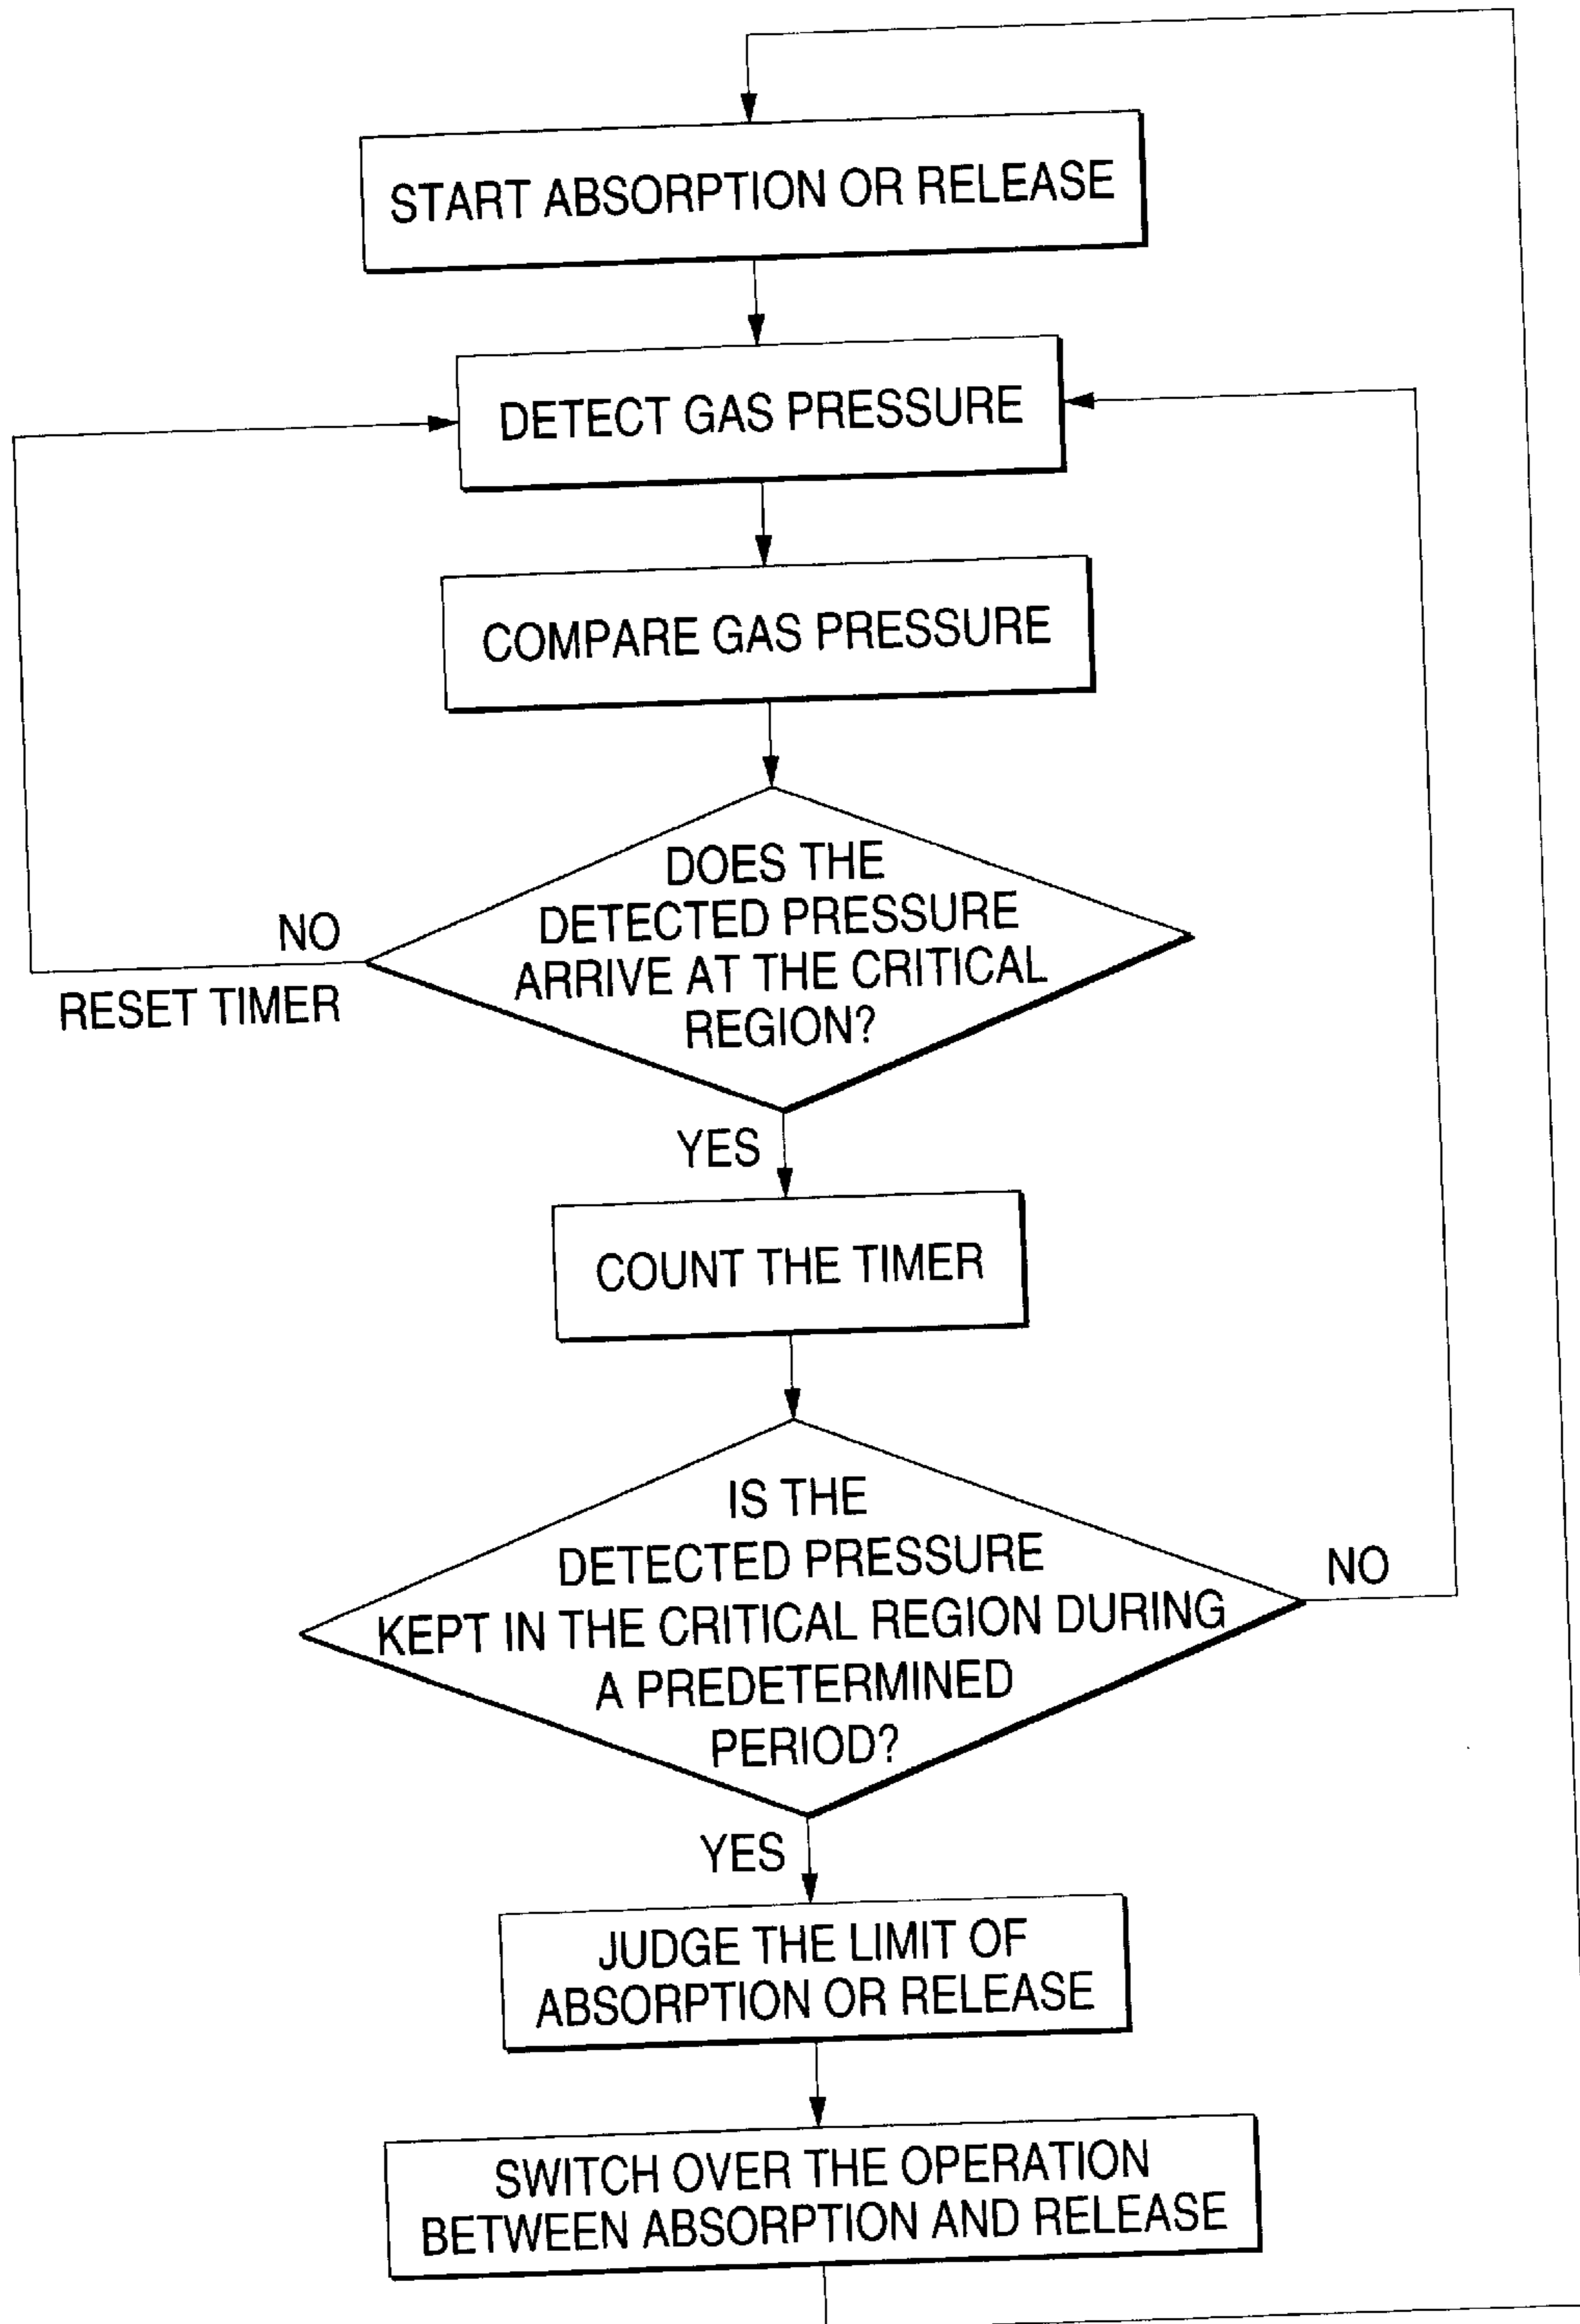 START ABSORPTION OR RELEASE
DETECT GAS PRESSURE
COMPARE GAS PRESSURE
DOES THE
DETECTED PRESSURE
ARRIVE AT THE CRITICAL
REGION?
NO
RESET TIMER
YES
COUNT THE TIMER
IS THE
DETECTED PRESSURE
KEPT IN THE CRITICAL REGION DURING
A PREDETERMINED
PERIOD?
NO
YES
JUDGE THE LIMIT OF
ABSORPTION OR RELEASE
SWITCH OVER THE OPERATION
BETWEEN ABSORPTION AND RELEASE